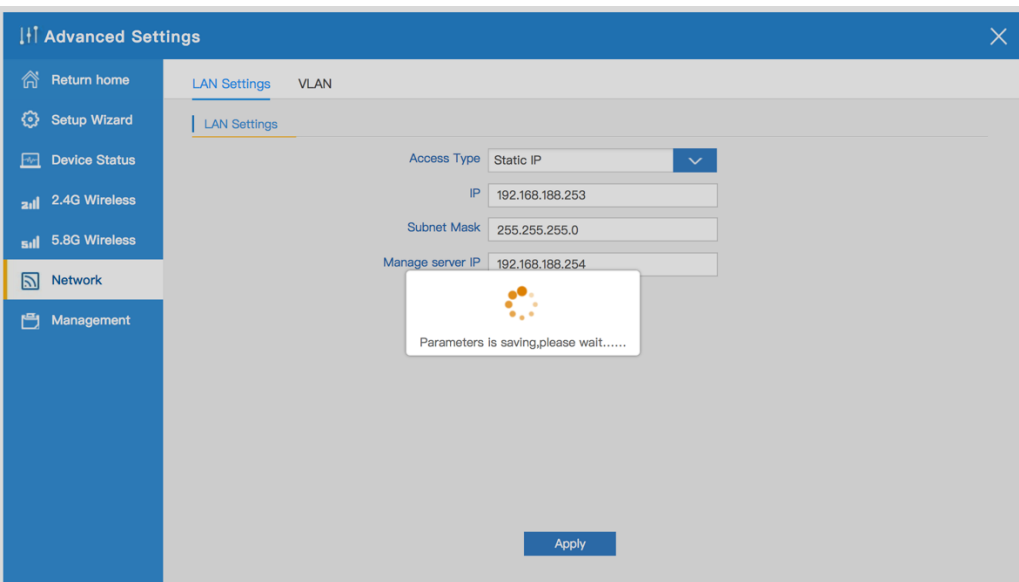 Advanced Settings
Return home
Setup Wizard
Device Status
2.4G Wireless
5.8G Wireless
Network
Management
LAN Settings VLAN
LAN Settings
Access Type Static IP
IP 192.168.188.253
Subnet Mask 255.255.255.0
Manage server IP 192.168.188.254
Parameters is saving,please wait......
Apply